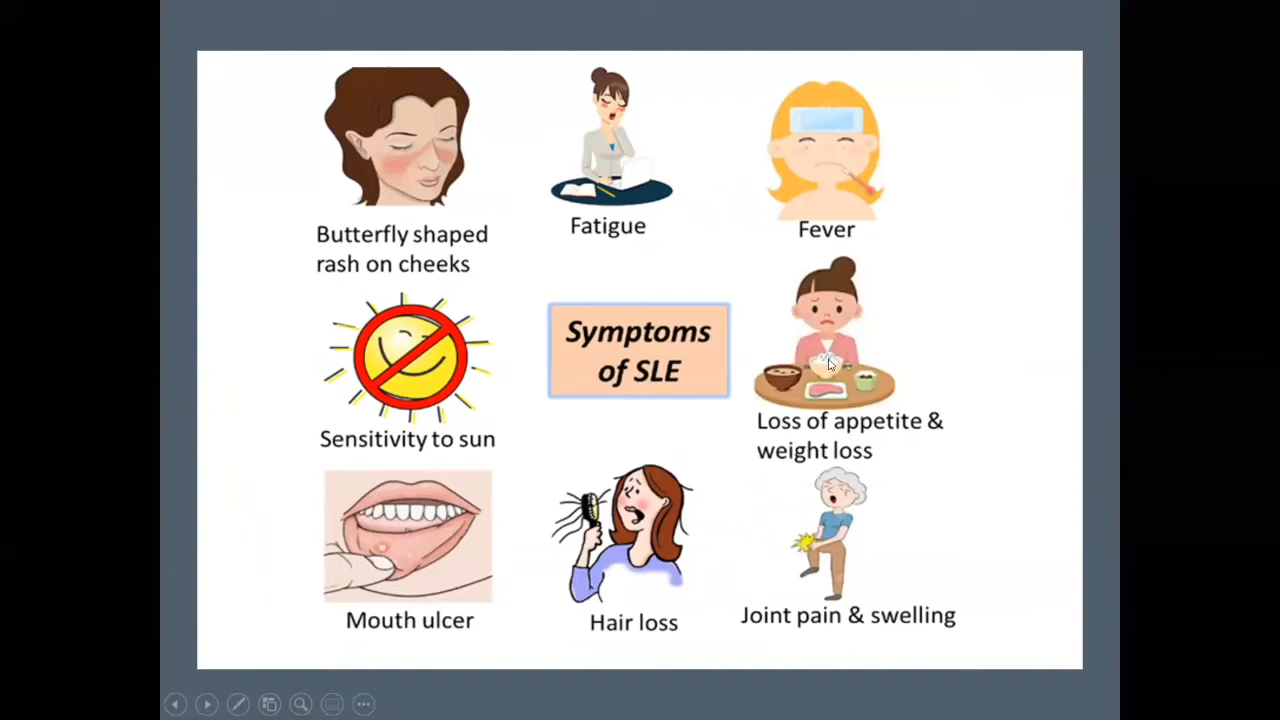 Butterfly shaped
rash on cheeks
Fatigue
Fever
Sensitivity to sun
Symptoms
of SLE
Loss of appetite &
weight loss
Mouth ulcer
Hair loss
Joint pain & swelling